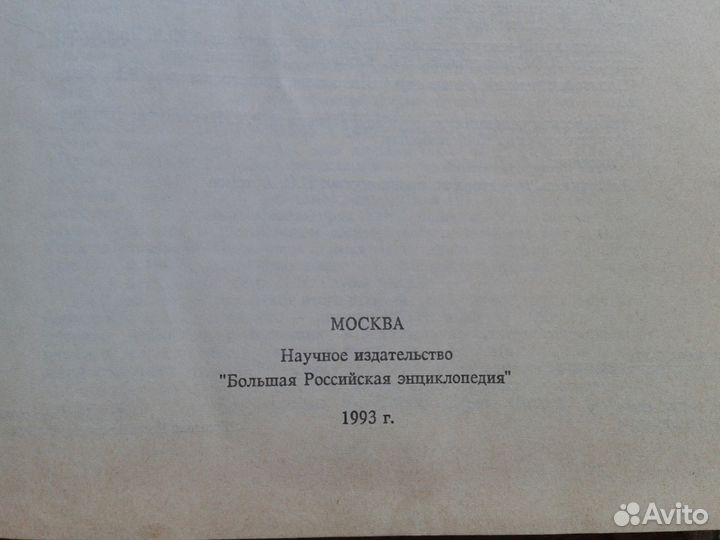 МОСКВА
Научное издательство
"Большая Российская энциклопедия"
1993 г.
Avito